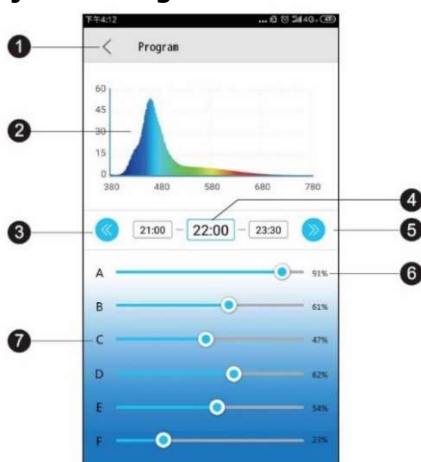 下午4:12 ... 4G
1 < Program
60
45
2 30
15
0
380 480 580 680 780
4
3 21:00 – 22:00 – 23:30 5
A 91% 6
B 61%
7 C 47%
D 62%
E 54%
F 23%